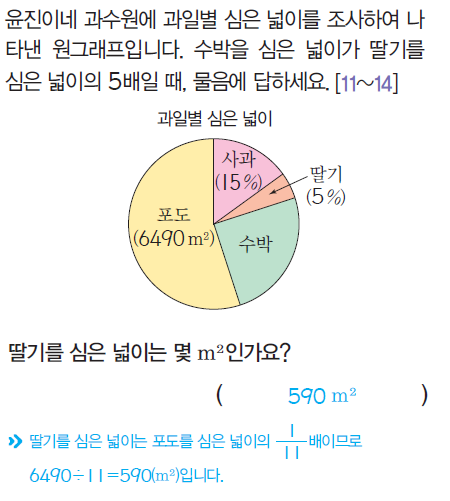 윤진이네 과수원에 과일별 심은 넓이를 조사하여 나
타낸 원그래프입니다. 수박을 심은 넓이가 딸기를
심은 넓이의 5배일 때, 물음에 답하세요. [11~14]
과일별 심은 넓이
사과
(15%)
딸기
(5%)
포도
(6490 m²)
수박
딸기를 심은 넓이는 몇 m²인가요?
( 590 m² )
» 딸기를 심은 넓이는 포도를 심은 넓이의 1/11배이므로
6490÷11=590(m²)입니다.